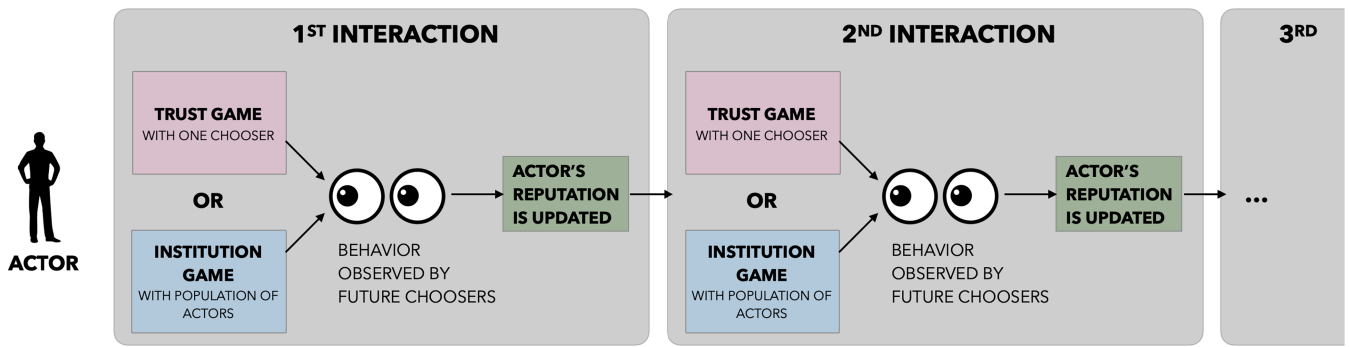 1ST INTERACTION
TRUST GAME
WITH ONE CHOOSER
OR
INSTITUTION
GAME
WITH POPULATION OF
ACTORS
BEHAVIOR
OBSERVED BY
FUTURE CHOOSERS
ACTOR'S
REPUTATION
IS UPDATED
2ND INTERACTION
TRUST GAME
WITH ONE CHOOSER
OR
INSTITUTION
GAME
WITH POPULATION OF
ACTORS
BEHAVIOR
OBSERVED BY
FUTURE CHOOSERS
ACTOR'S
REPUTATION
IS UPDATED
3RD
...
ACTOR